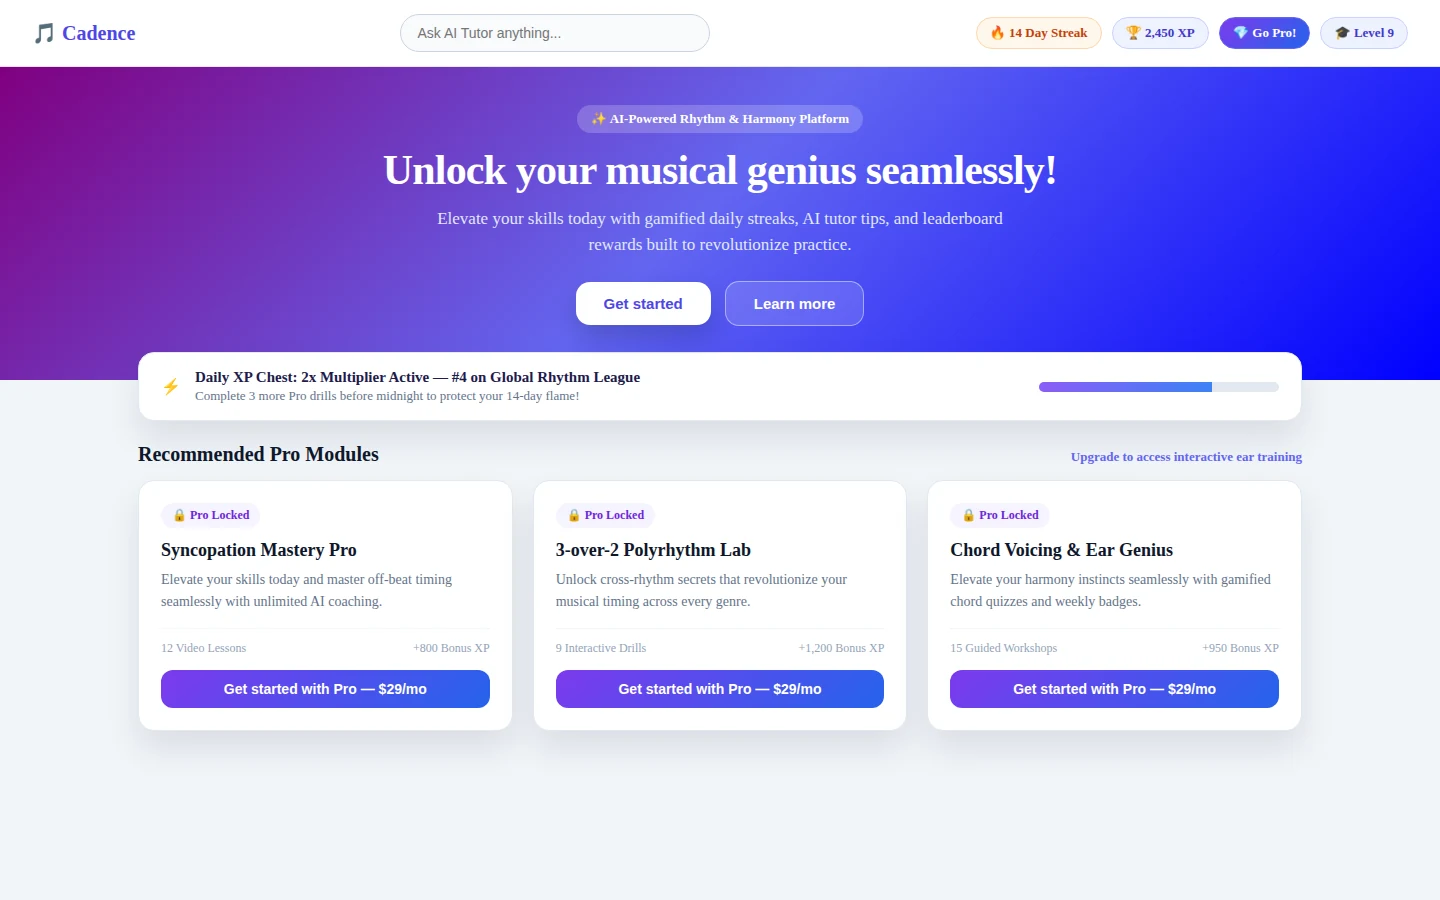 🎵 Cadence
Ask AI Tutor anything...
🔥 14 Day Streak
🏆 2,450 XP
💎 Go Pro!
🎓 Level 9
✨ AI-Powered Rhythm & Harmony Platform
Unlock your musical genius seamlessly!
Elevate your skills today with gamified daily streaks, AI tutor tips, and leaderboard
rewards built to revolutionize practice.
Get started
Learn more
⚡
Daily XP Chest: 2x Multiplier Active — #4 on Global Rhythm League
Complete 3 more Pro drills before midnight to protect your 14-day flame!
Recommended Pro Modules
Upgrade to access interactive ear training
🔒 Pro Locked
Syncopation Mastery Pro
Elevate your skills today and master off-beat timing
seamlessly with unlimited AI coaching.
12 Video Lessons
+800 Bonus XP
Get started with Pro — $29/mo
🔒 Pro Locked
3-over-2 Polyrhythm Lab
Unlock cross-rhythm secrets that revolutionize your
musical timing across every genre.
9 Interactive Drills
+1,200 Bonus XP
Get started with Pro — $29/mo
🔒 Pro Locked
Chord Voicing & Ear Genius
Elevate your harmony instincts seamlessly with gamified
chord quizzes and weekly badges.
15 Guided Workshops
+950 Bonus XP
Get started with Pro — $29/mo